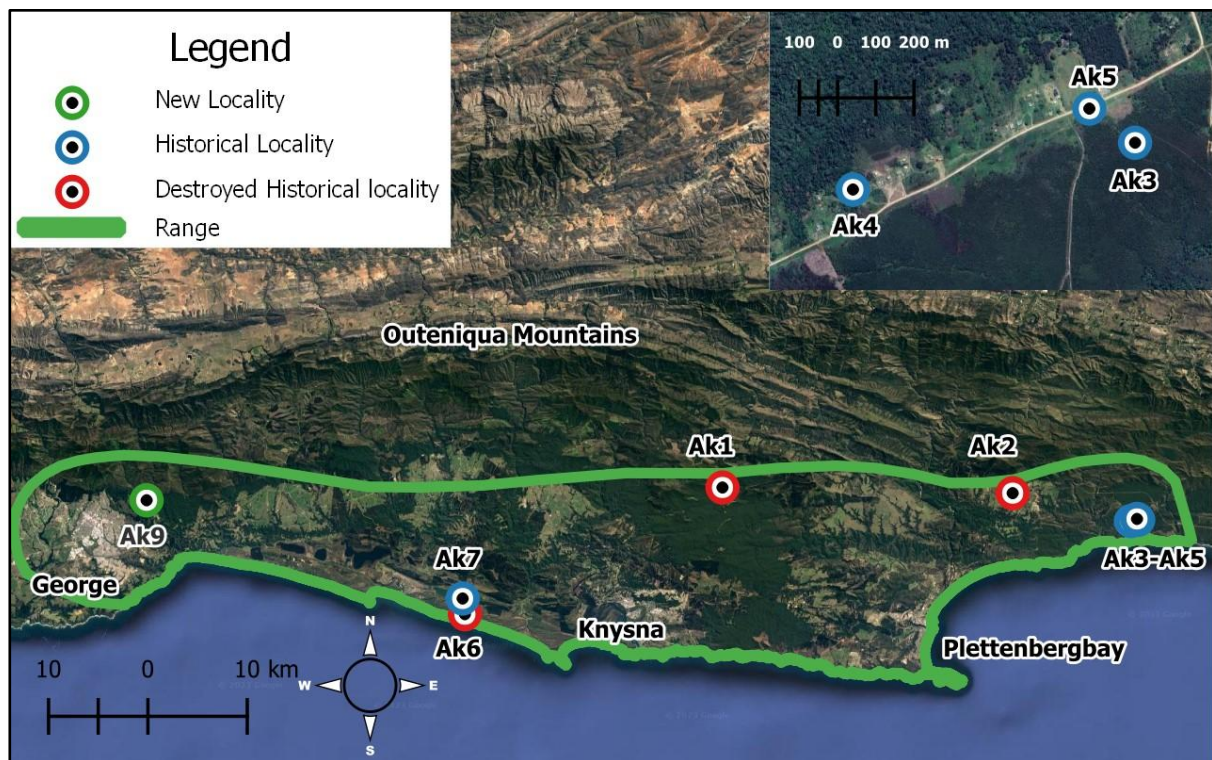 Legend
New Locality
Historical Locality
Destroyed Historical locality
Range
100 0 100 200 m
Ak5
Ak3
Ak4
Outeniqua Mountains
Ak1
Ak2
Ak9
Ak7
Ak3-Ak5
George
Ak6
Knysna
Plettenbergbay
10 0 10 km
N
W
E
S